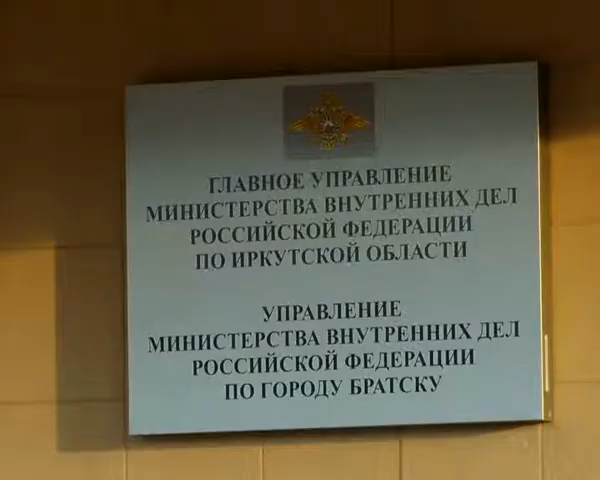 ГЛАВНОЕ УПРАВЛЕНИЕ
МИНИСТЕРСТВА ВНУТРЕННИХ ДЕЛ
РОССИЙСКОЙ ФЕДЕРАЦИИ
ПО ИРКУТСКОЙ ОБЛАСТИ
УПРАВЛЕНИЕ
МИНИСТЕРСТВА ВНУТРЕННИХ ДЕЛ
РОССИЙСКОЙ ФЕДЕРАЦИИ
ПО ГОРОДУ БРАТСКУ